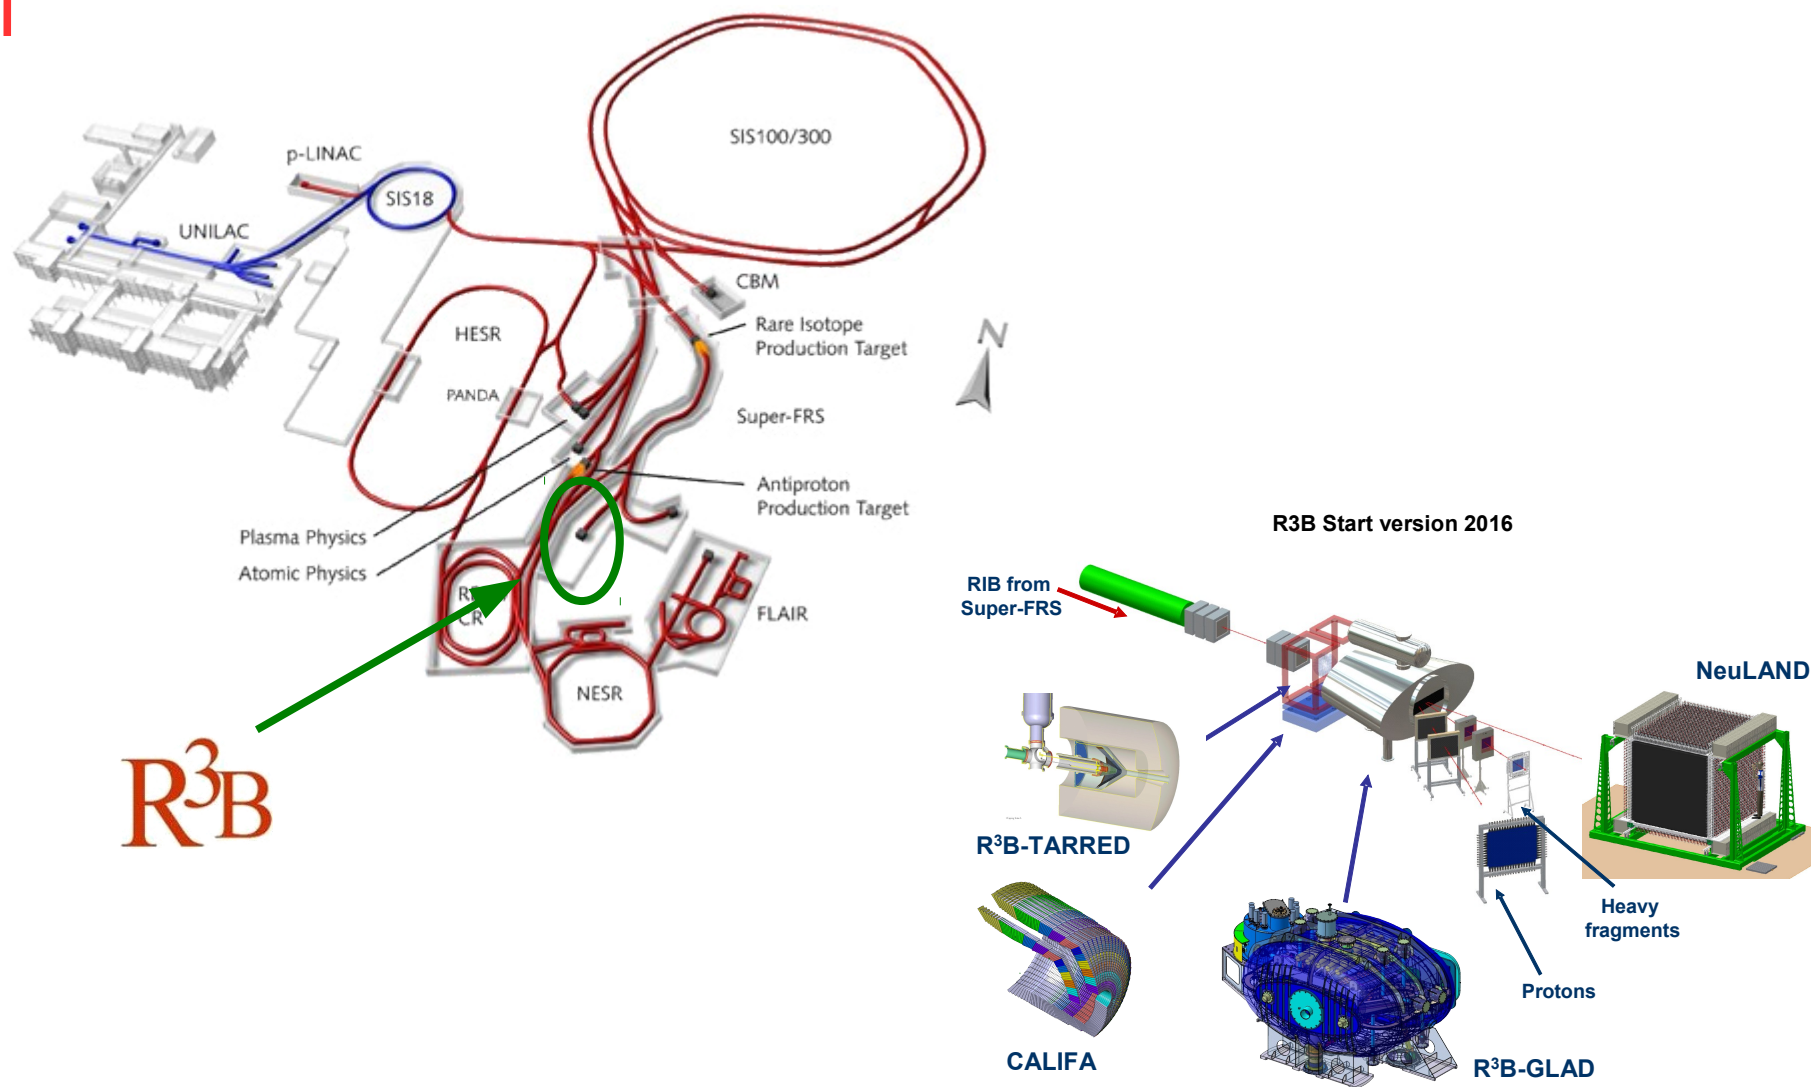 SIS100/300
p-LINAC
SIS18
UNILAC
CBM
HESR
Rare Isotope
Production Target
N
PANDA
Super-FRS
Antiproton
Production Target
Plasma Physics
Atomic Physics
CR
FLAIR
NESR
R³B
R3B Start version 2016
RIB from
Super-FRS
NeuLAND
R³B-TARRED
Heavy
fragments
Protons
CALIFA
R³B-GLAD